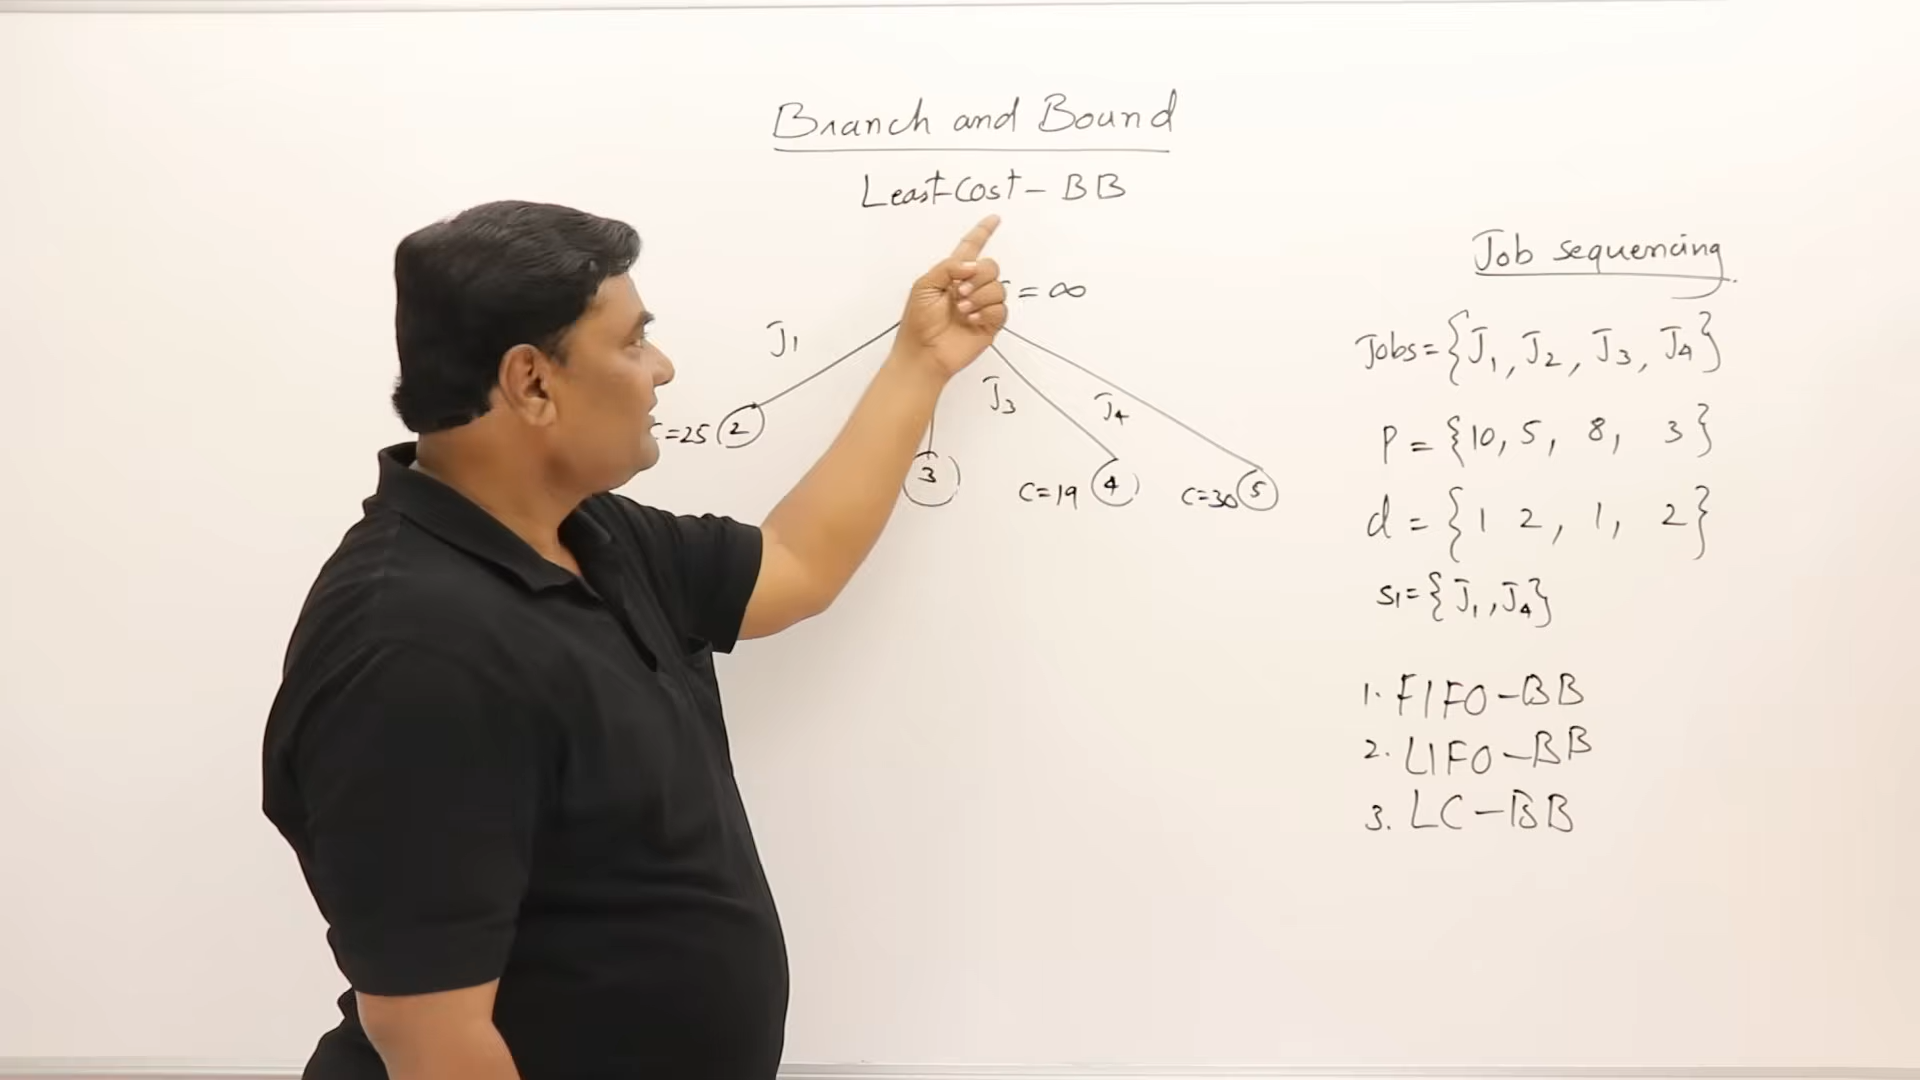 Branch and Bound
Least-Cost-BB
= ∞
J1
J3
J4
=25 2
3
C=19 4
C=30 5
Job sequencing
Jobs={J1, J2, J3, J4}
P = {10, 5, 8, 3}
d = {1 2, 1, 2}
S1={J1, J4}
1. FIFO-BB
2. LIFO-BB
3. LC-BB